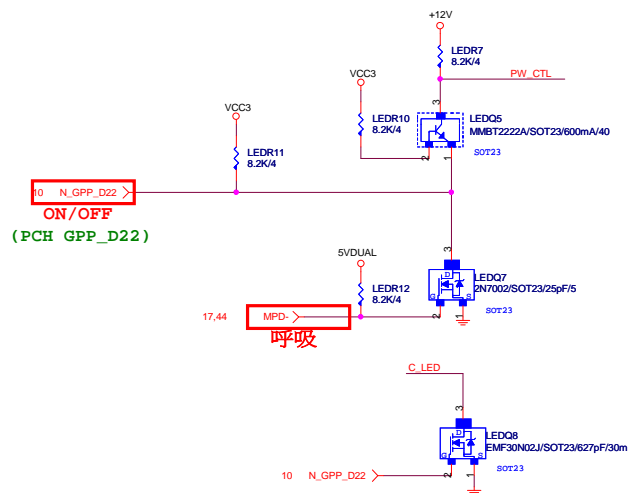 +12V
LEDR7
8.2K/4
PW_CTL
VCC3
LEDR10
8.2K/4
3
LEDQ5
MMBT2222A/SOT23/600mA/40
SOT23
2
1
VCC3
LEDR11
8.2K/4
10 N_GPP_D22
ON/OFF
(PCH GPP_D22)
3
5VDUAL
LEDR12
8.2K/4
D
G
S
LEDQ7
2N7002/SOT23/25pF/5
SOT23
2
1
17,44 MPD-
呼吸
C_LED
3
D
G
S
LEDQ8
EMF30N02J/SOT23/627pF/30m
SOT23
2
1
10 N_GPP_D22